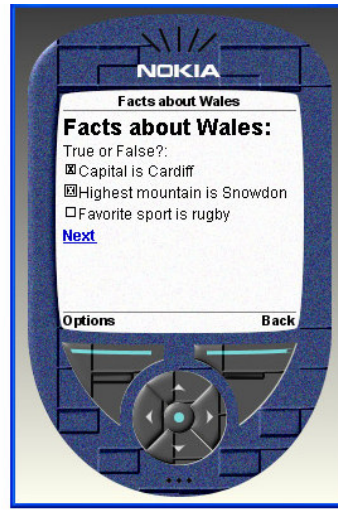 NOKIA
Facts about Wales
Facts about Wales:
True or False?:
Capital is Cardiff
Highest mountain is Snowdon
Favorite sport is rugby
Next
Options Back